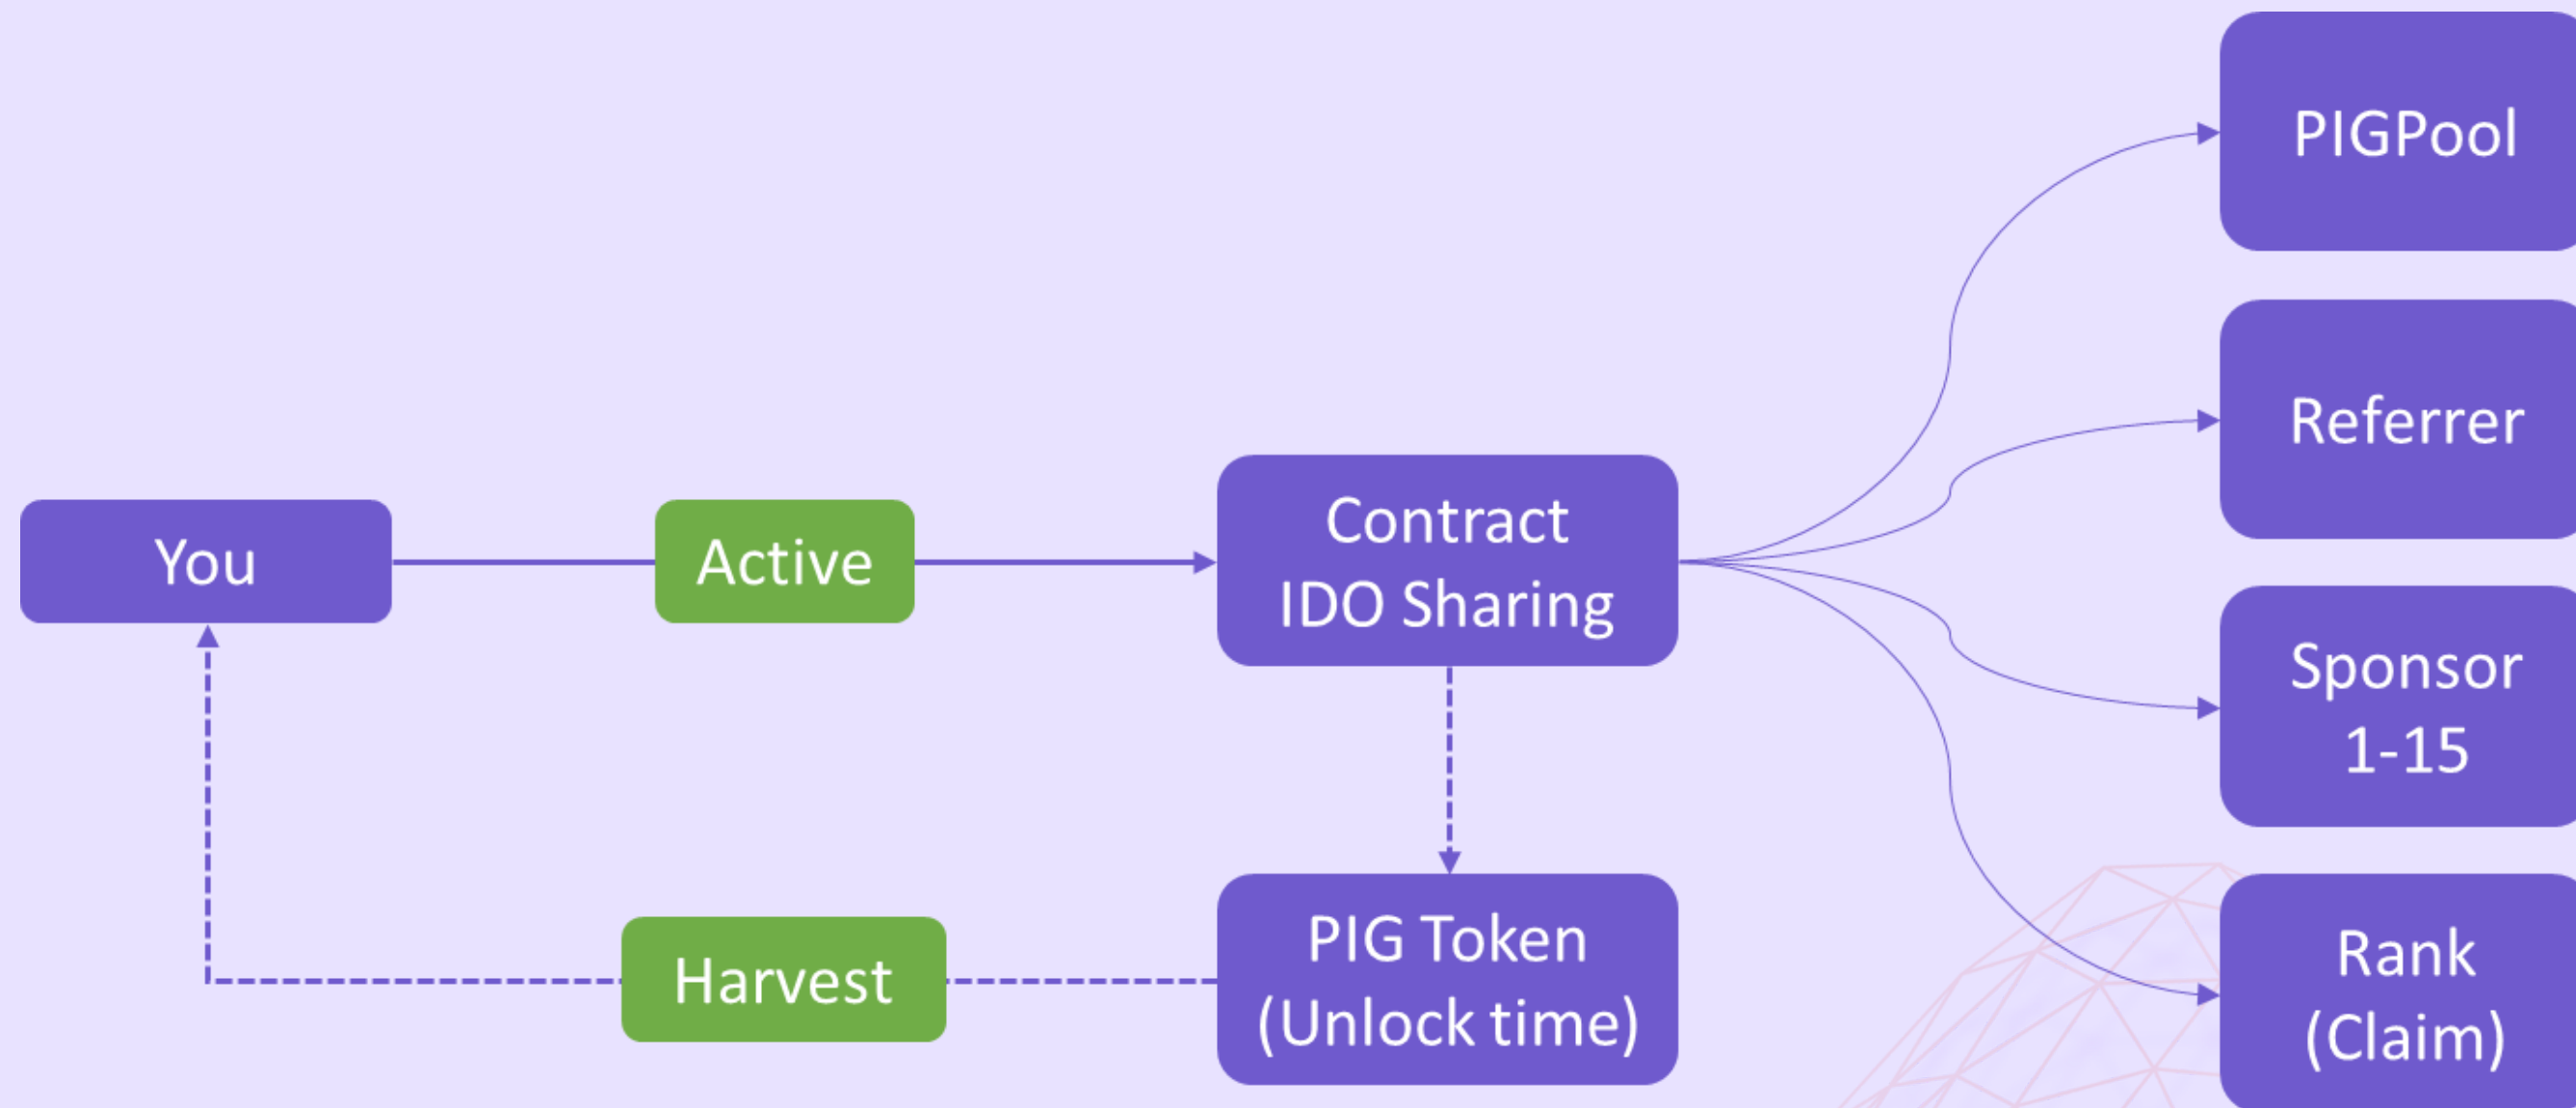 PIGPool
Referrer
You
Active
Contract
IDO Sharing
Sponsor
1-15
Harvest
PIG Token
(Unlock time)
Rank
(Claim)